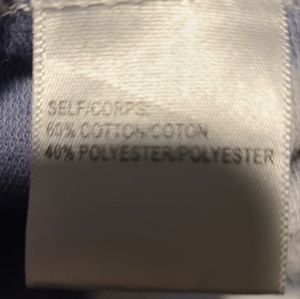 SELF/CORPS:
60% COTTON/COTON
40% POLYESTER/POLYESTER